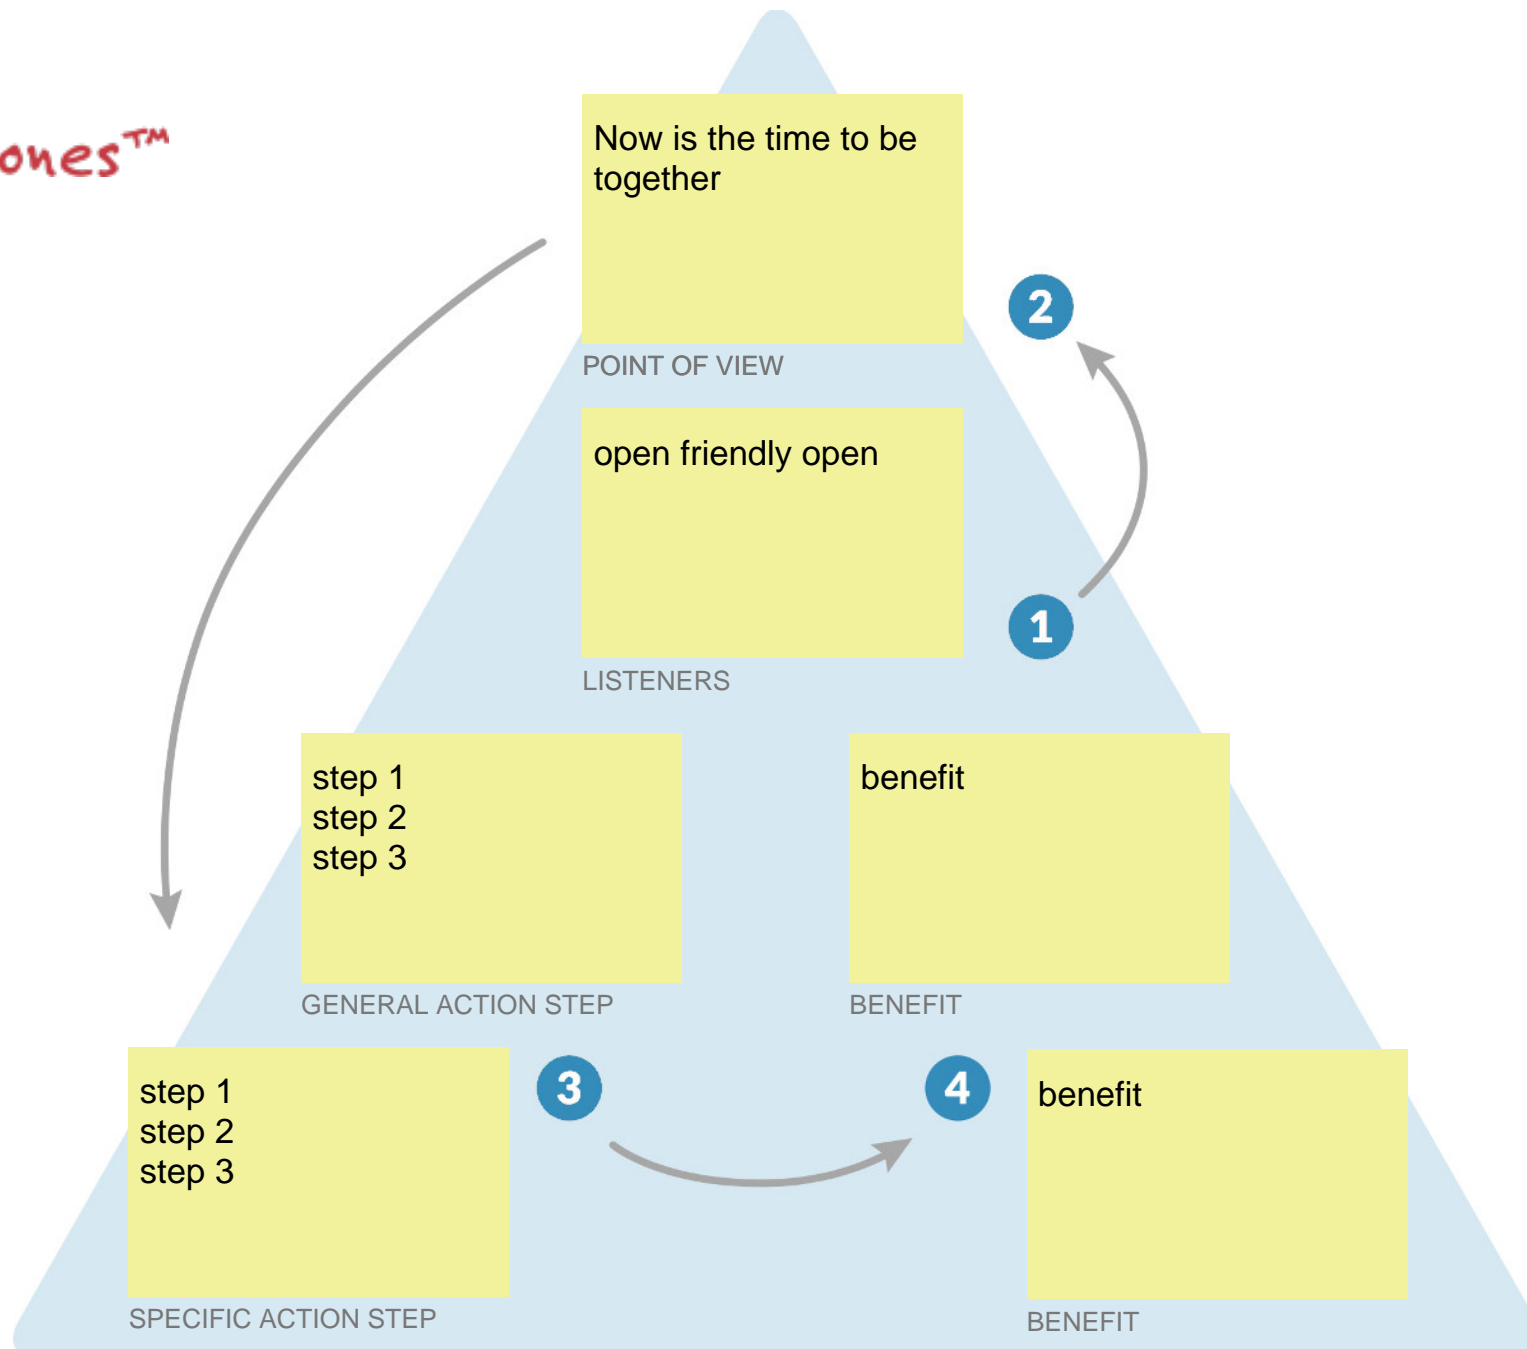 ones™
Now is the time to be
together
2
POINT OF VIEW
open friendly open
1
LISTENERS
step 1
step 2
step 3
benefit
GENERAL ACTION STEP
BENEFIT
step 1
step 2
step 3
3
4
benefit
SPECIFIC ACTION STEP
BENEFIT